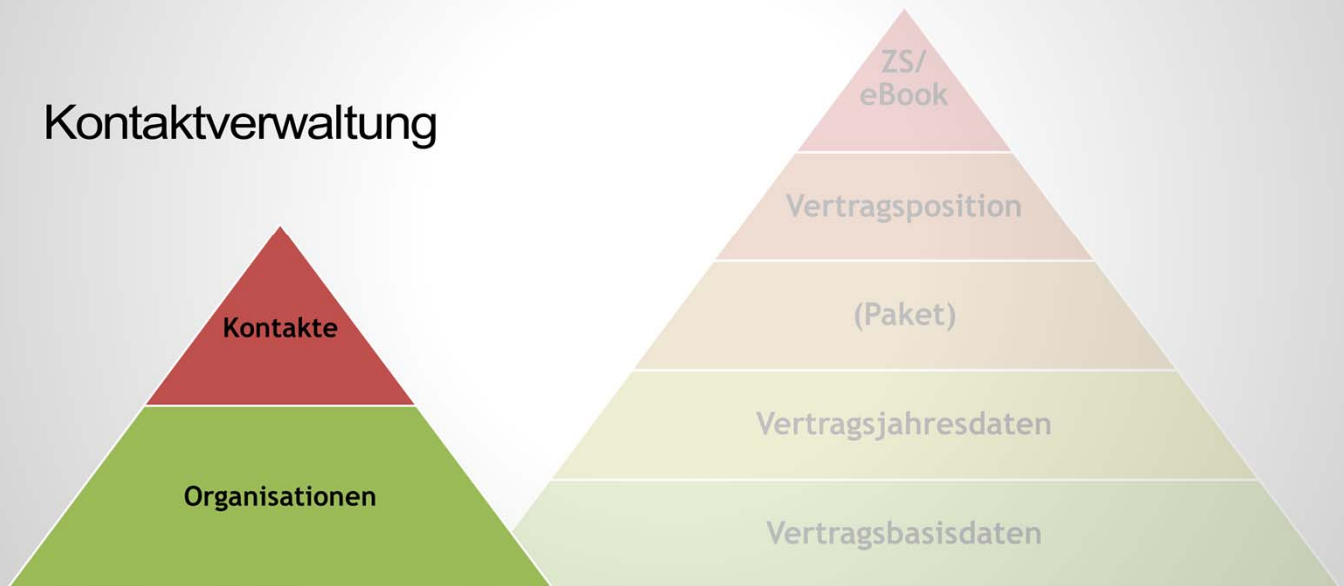 Kontaktverwaltung
Kontakte
Organisationen
ZS/
eBook
Vertragsposition
(Paket)
Vertragsjahresdaten
Vertragsbasisdaten